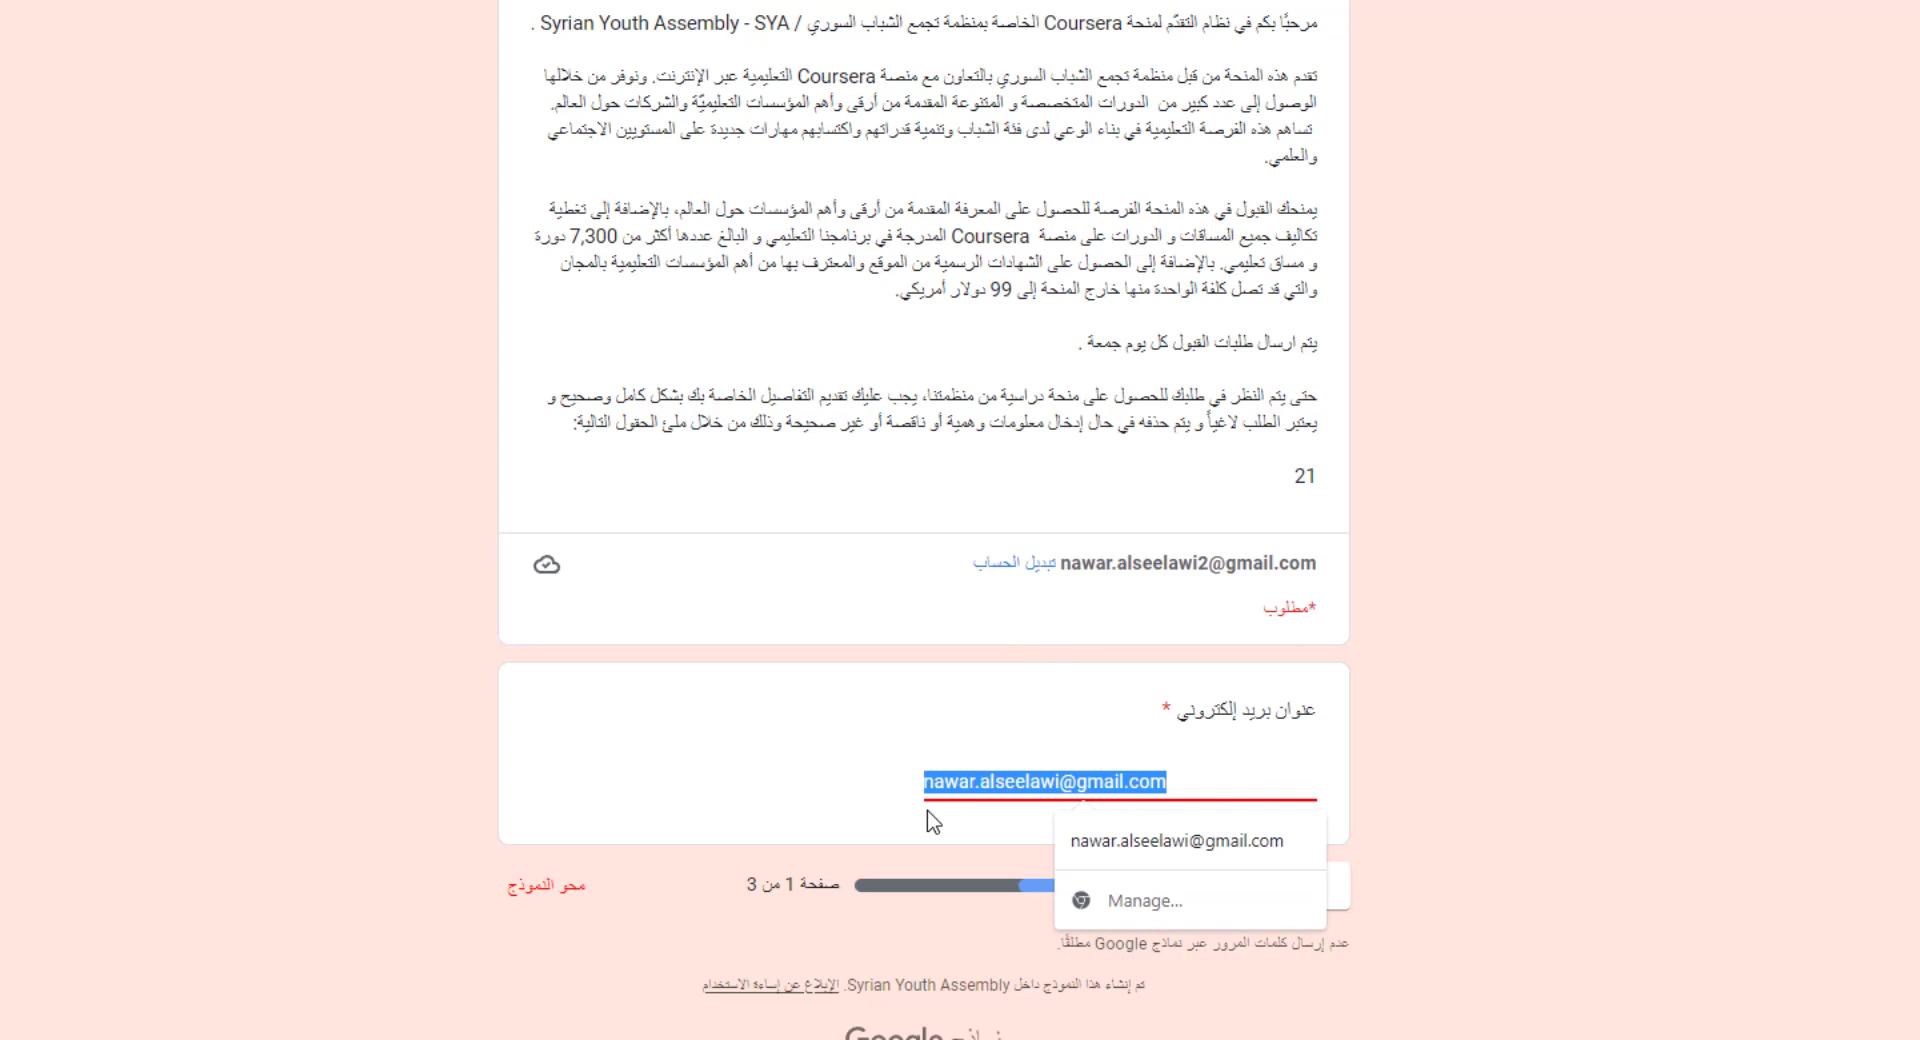 مرحبًا بكم في نظام التقدّم لمنحة Coursera الخاصة بمنظمة تجمع الشباب السوري / Syrian Youth Assembly - SYA .
تقدم هذه المنحة من قبل منظمة تجمع الشباب السوري بالتعاون مع منصة Coursera التعليمية عبر الإنترنت. ونوفر من خلالها
الوصول إلى عدد كبير من الدورات المتخصصة و المتنوعة المقدمة من أرقى وأهم المؤسسات التعليميّة والشركات حول العالم.
تساهم هذه الفرصة التعليمية في بناء الوعي لدى فئة الشباب وتنمية قدراتهم واكتسابهم مهارات جديدة على المستويين الاجتماعي
والعلمي.
يمنحك القبول في هذه المنحة الفرصة للحصول على المعرفة المقدمة من أرقى وأهم المؤسسات حول العالم، بالإضافة إلى تغطية
تكاليف جميع المساقات و الدورات على منصة Coursera المدرجة في برنامجنا التعليمي و البالغ عددها أكثر من 7,300 دورة
و مساق تعليمي. بالإضافة إلى الحصول على الشهادات الرسمية من الموقع والمعترف بها من أهم المؤسسات التعليمية بالمجان
والتي قد تصل كلفة الواحدة منها خارج المنحة إلى 99 دولار أمريكي.
يتم ارسال طلبات القبول كل يوم جمعة .
حتى يتم النظر في طلبك للحصول على منحة دراسية من منظمتنا، يجب عليك تقديم التفاصيل الخاصة بك بشكل كامل وصحيح و
يعتبر الطلب لاغياً و يتم حذفه في حال إدخال معلومات وهمية أو ناقصة أو غير صحيحة وذلك من خلال ملئ الحقول التالية:
21
nawar.alseelawi2@gmail.com تبديل الحساب
*مطلوب
عنوان بريد إلكتروني *
nawar.alseelawi@gmail.com
nawar.alseelawi@gmail.com
Manage...
صفحة 1 من 3
محو النموذج
عدم إرسال كلمات المرور عبر نماذج Google مطلقًا.
تم إنشاء هذا النموذج داخل Syrian Youth Assembly. الإبلاغ عن إساءة الاستخدام
نماذج Google